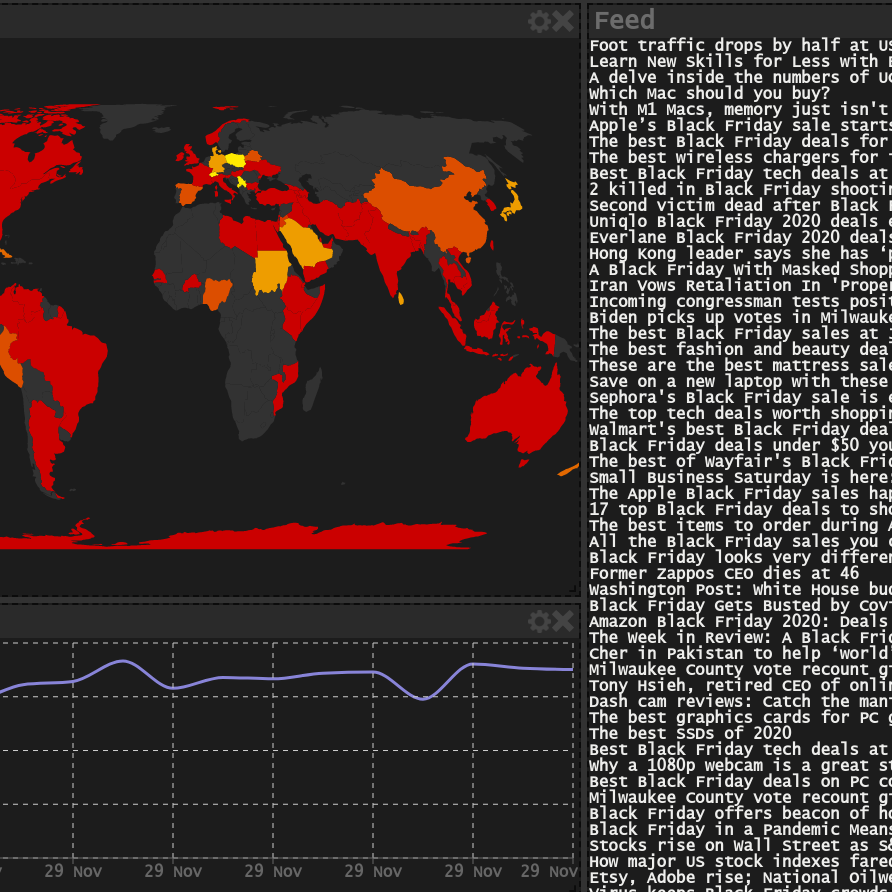 Feed
Foot traffic drops by half at US
Learn New Skills for Less with
A delve inside the numbers of
Which Mac should you buy?
With M1 Macs, memory just isn't
Apple’s Black Friday sale starts
The best Black Friday deals for
The best wireless chargers for
Best Black Friday tech deals at
2 killed in Black Friday shooti
Second victim dead after Black
Uniqlo Black Friday 2020 deals
Everlane Black Friday 2020 deals
Hong Kong leader says she has
A Black Friday With Masked Shopp
Iran Vows Retaliation In 'Proper
Incoming congressman tests posit
Biden picks up votes in Milwauke
The best Black Friday sales at
The best fashion and beauty deal
These are the best mattress sale
Save on a new laptop with these
Sephora's Black Friday sale is
The top tech deals worth shoppin
Walmart's best Black Friday deal
Black Friday deals under $50 you
The best of Wayfair's Black Frid
Small Business Saturday is here:
The Apple Black Friday sales hap
17 top Black Friday deals to sho
The best items to order during
All the Black Friday sales you
Black Friday looks very differen
Former Zappos CEO dies at 46
Washington Post: White House bud
Black Friday Gets Busted by Cov
Amazon Black Friday 2020: Deals
The Week in Review: A Black Frid
Cher in Pakistan to help ‘world’
Milwaukee County vote recount g
Tony Hsieh, retired CEO of onlin
Dash cam reviews: Catch the man
The best graphics cards for PC g
The best SSDs of 2020
Best Black Friday tech deals at
Why a 1080p webcam is a great st
Best Black Friday deals on PC co
Milwaukee County vote recount g
Black Friday offers beacon of ho
Black Friday in a Pandemic Means
Stocks rise on Wall Street as S&
How major US stock indexes fared
Etsy, Adobe rise; National Oilwe
29 Nov 29 Nov 29 Nov 29 Nov 29 Nov 29 Nov